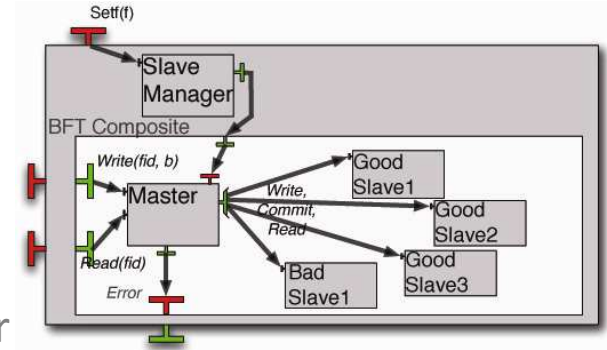 Setf(f)
Slave
Manager
BFT Composite
Write(fid, b)
Master
Read(fid)
Error
Write,
Commit,
Read
Good
Slave1
Good
Slave2
Good
Slave3
Bad
Slave1
r